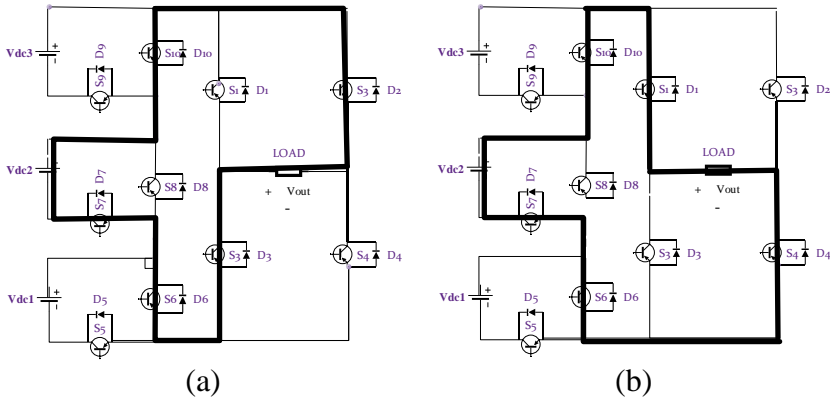 Vdc3
+
-
D9
S9
S10
D10
S1
D1
S3
D2
LOAD
Vdc2
+
-
D7
S7
S8
D8
+ Vout
-
S3
D3
S4
D4
Vdc1
+
-
D5
S5
S6
D6
(a)
Vdc3
+
-
D9
S9
S10
D10
S1
D1
S3
D2
LOAD
Vdc2
+
-
D7
S7
S8
D8
+ Vout
-
S3
D3
S4
D4
Vdc1
+
-
D5
S5
S6
D6
(b)